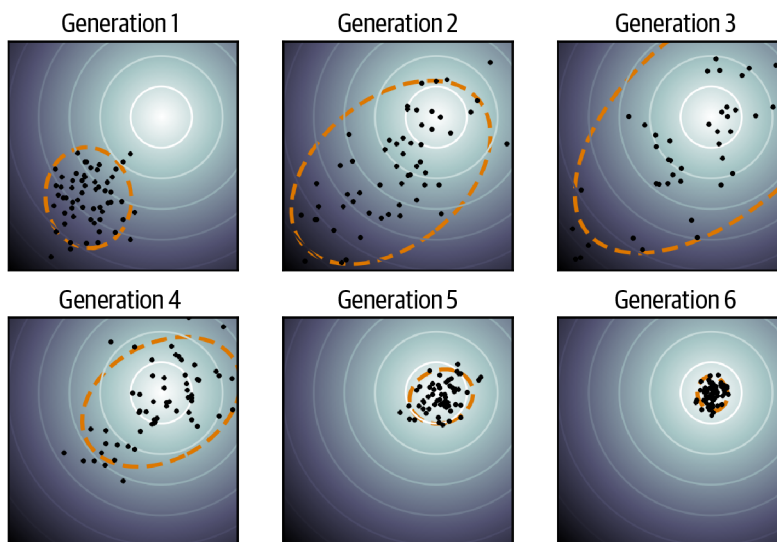 Generation 1
Generation 2
Generation 3
Generation 4
Generation 5
Generation 6